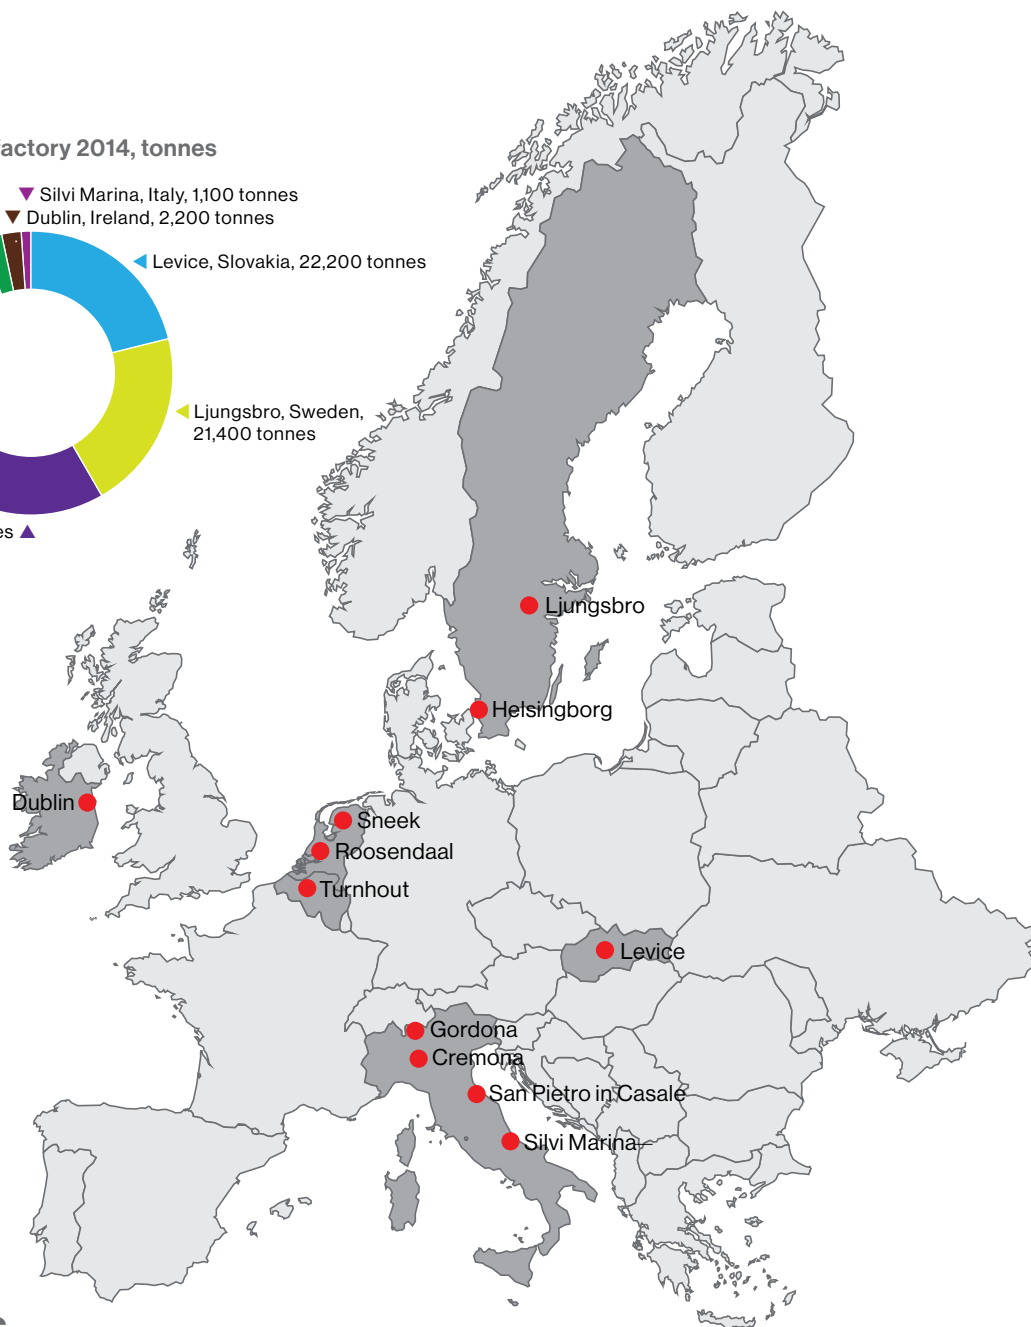 actory 2014, tonnes
Silvi Marina, Italy, 1,100 tonnes
Dublin, Ireland, 2,200 tonnes
Levice, Slovakia, 22,200 tonnes
Ljungsbro, Sweden,
21,400 tonnes
es
Ljungsbro
Helsingborg
Dublin
Sneek
Roosendaal
Turnhout
Levice
Gordona
Cremona
San Pietro in Casale
Silvi Marina